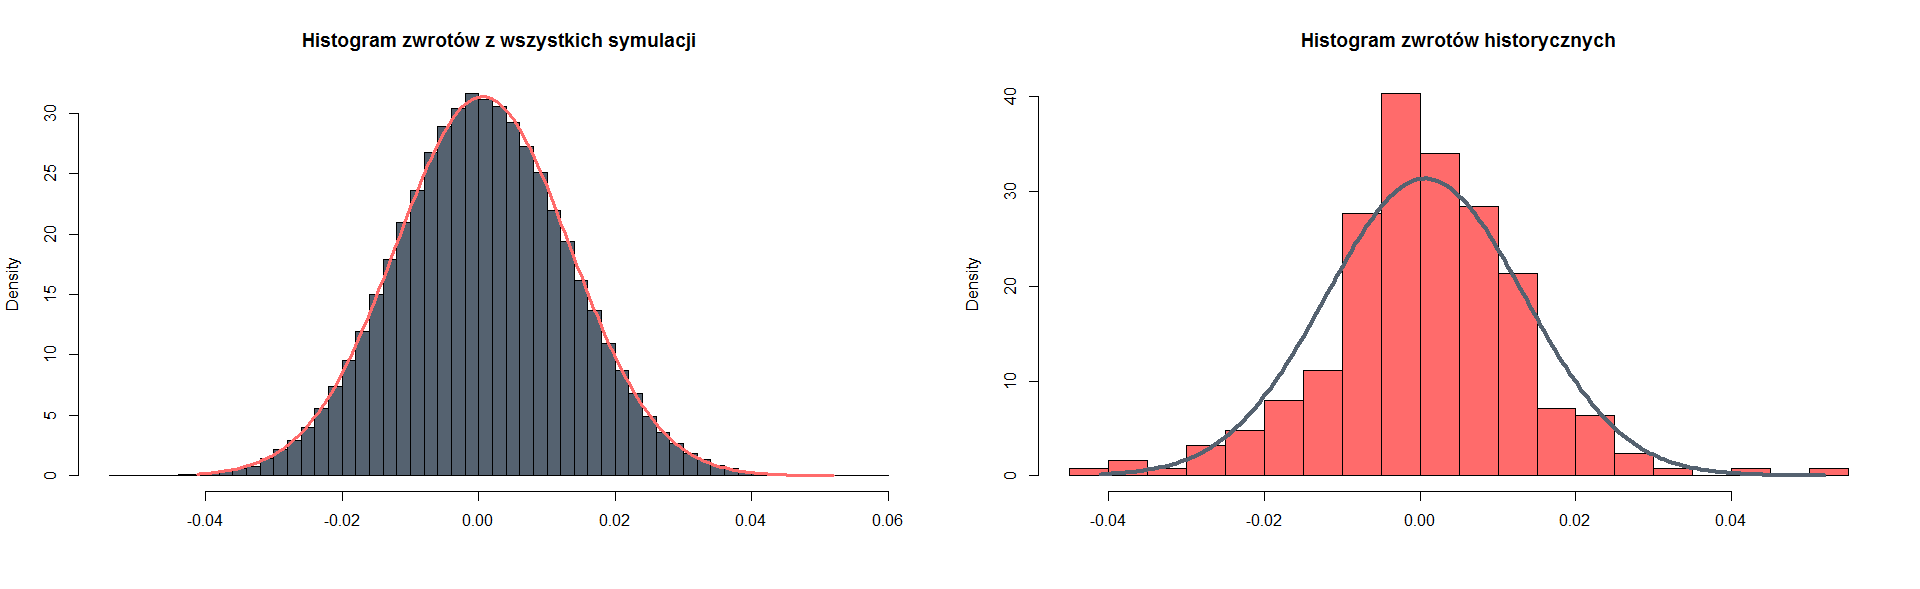 Histogram zwrotów z wszystkich symulacji
Density
0 5 10 15 20 25 30
-0.04 -0.02 0.00 0.02 0.04 0.06
Histogram zwrotów historycznych
Density
0 10 20 30 40
-0.04 -0.02 0.00 0.02 0.04